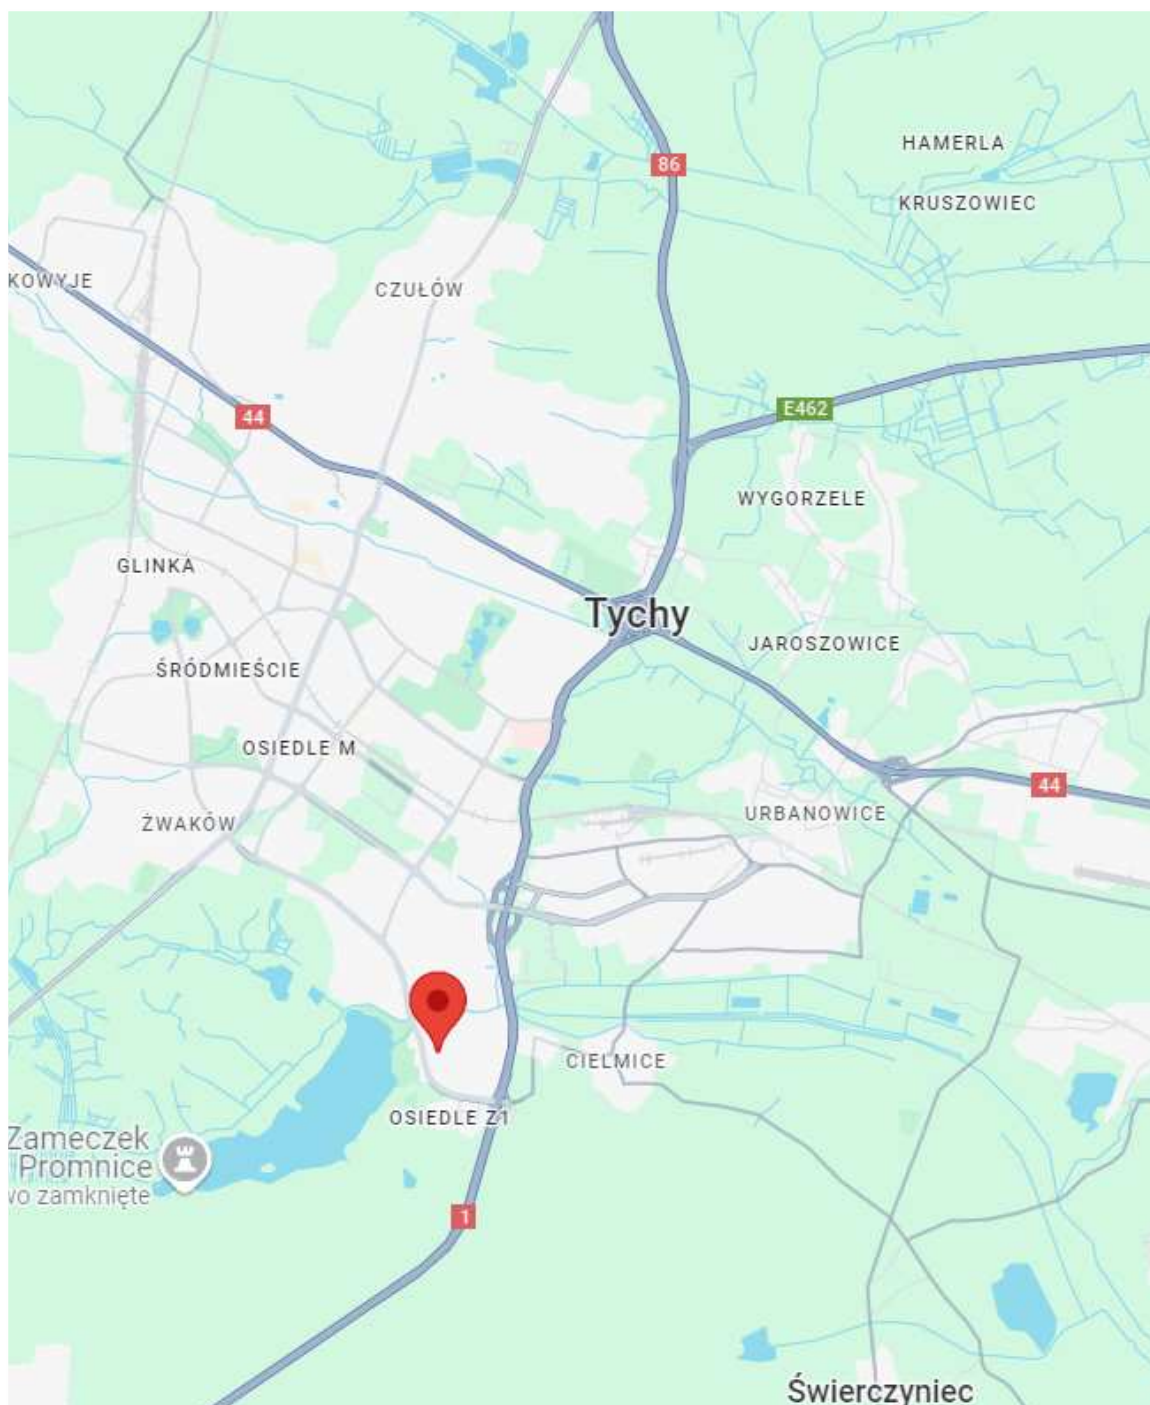 86
HAMERLA
KRUSZOWIEC
KOWYJE
CZUŁÓW
44
E462
WYGORZELE
GLINKA
Tychy
JAROSZOWICE
ŚRÓDMIEŚCIE
OSIEDLE M
44
URBANOWICE
ŻWAKÓW
CIELMICE
OSIEDLE Z1
Zameczek
Promnice
wo zamknięte
1
Świerczyniec